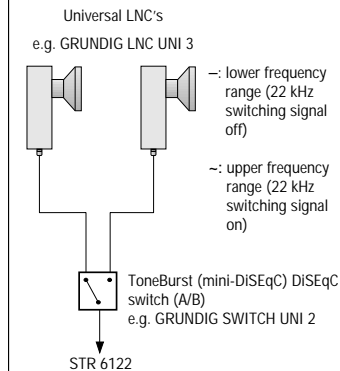 Universal LNC's
e.g. GRUNDIG LNC UNI 3
–: lower frequency
range (22 kHz
switching signal
off)
~: upper frequency
range (22 kHz
switching signal
on)
ToneBurst (mini-DiSEqC) DiSEqC
switch (A/B)
e.g. GRUNDIG SWITCH UNI 2
STR 6122